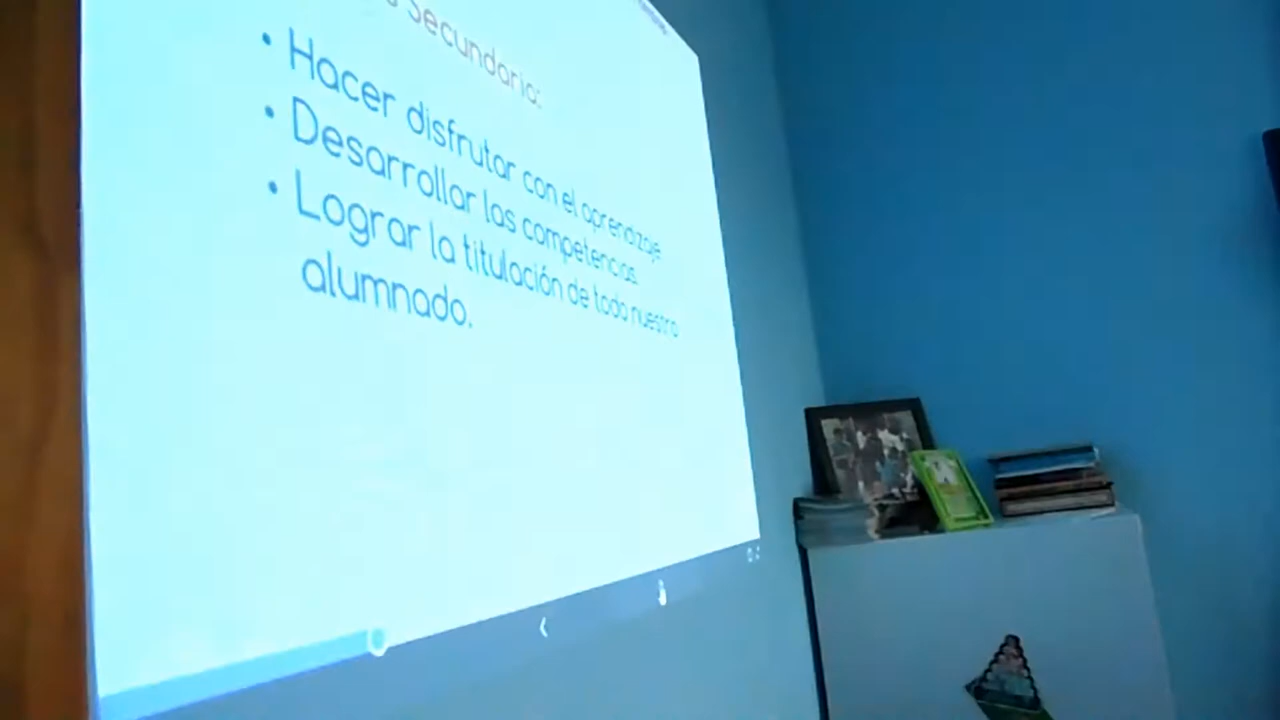 Secundaria:
• Hacer disfrutar con el aprendizaje.
• Desarrollar las competencias.
• Lograr la titulación de todo nuestro
alumnado.